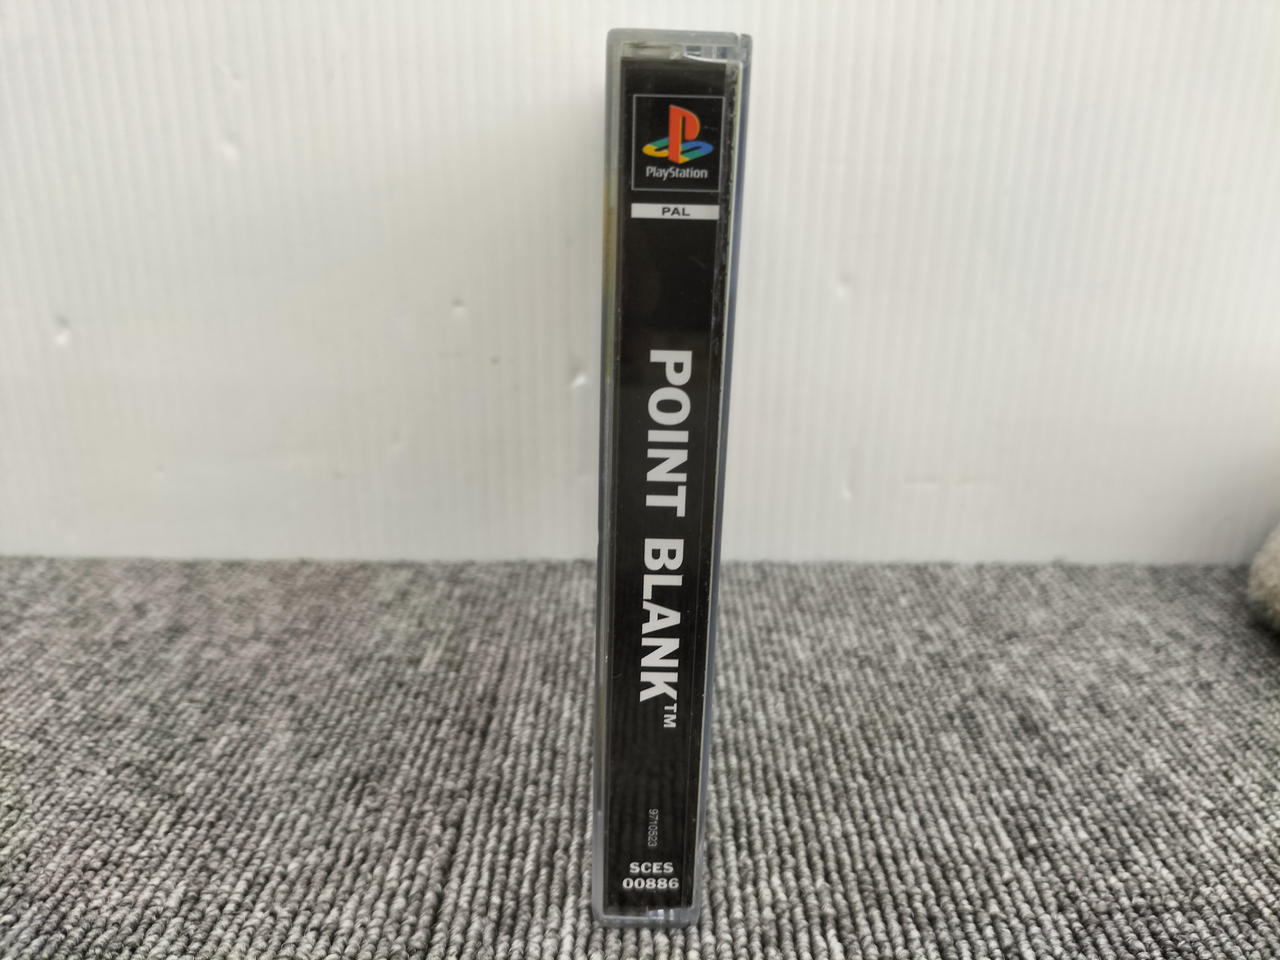 PlayStation
PAL
POINT BLANK™
9710523
SCES
00886